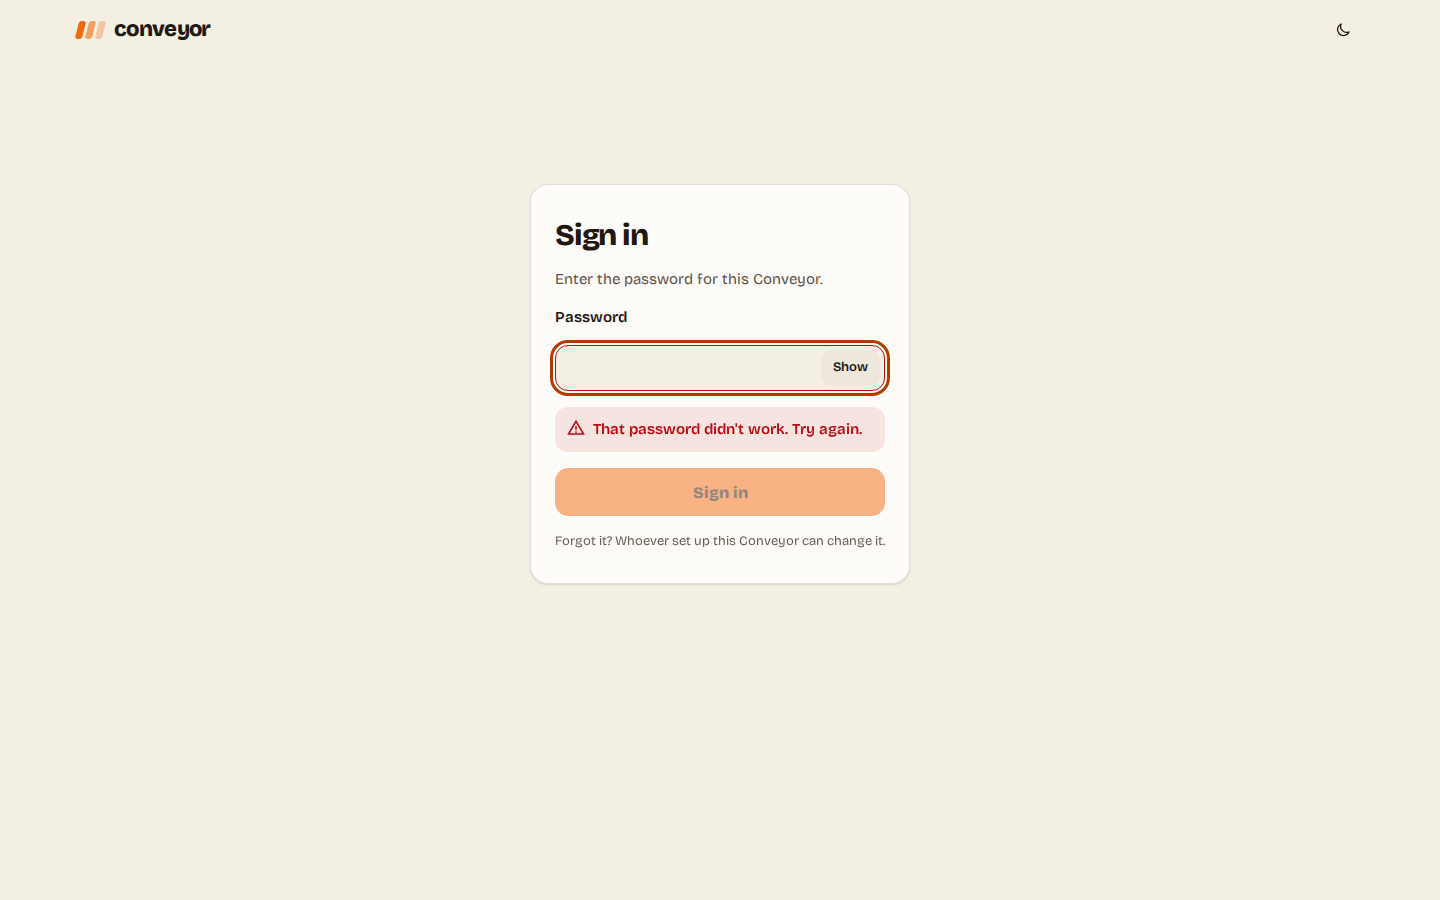 conveyor
Sign in
Enter the password for this Conveyor.
Password
Show
That password didn't work. Try again.
Sign in
Forgot it? Whoever set up this Conveyor can change it.